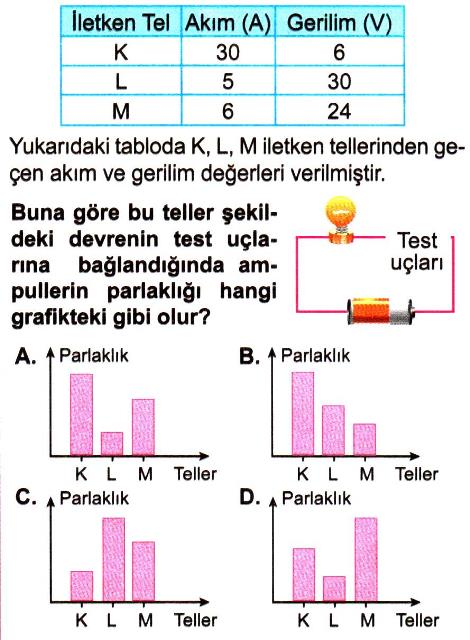 İletken Tel Akım (A) Gerilim (V)
K 30 6
L 5 30
M 6 24
Yukarıdaki tabloda K, L, M iletken tellerinden ge-
çen akım ve gerilim değerleri verilmiştir.
Buna göre bu teller şekil-
deki devrenin test uçla-
rına bağlandığında am-
pullerin parlaklığı hangi
grafikteki gibi olur?
Test
uçları
A. Parlaklık
K L M Teller
B. Parlaklık
K L M Teller
C. Parlaklık
K L M Teller
D. Parlaklık
K L M Teller